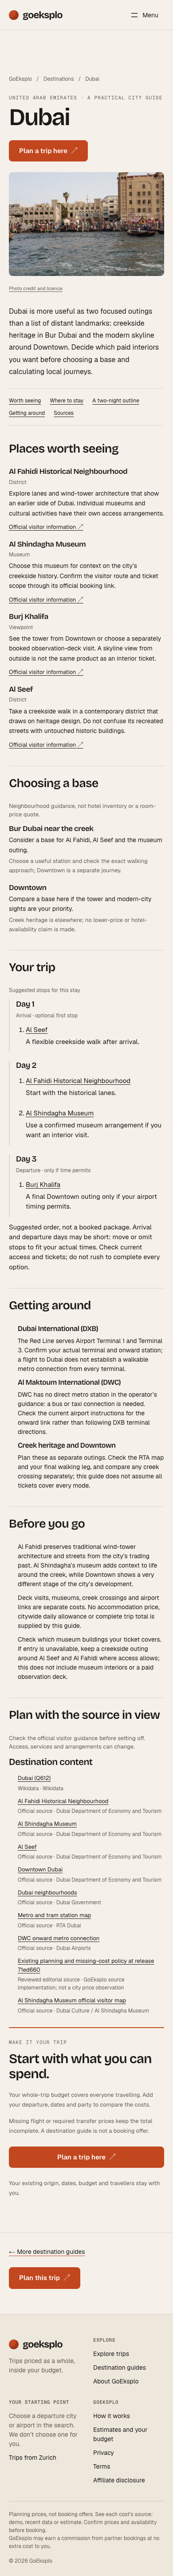 goeksplo
Menu
GoEksplo / Destinations / Dubai
UNITED ARAB EMIRATES · A PRACTICAL CITY GUIDE
Dubai
Plan a trip here ↗
Photo credit and licence
Dubai is more useful as two focused outings
than a list of distant landmarks: creekside
heritage in Bur Dubai and the modern skyline
around Downtown. Decide which paid interiors
you want before choosing a base and
calculating local journeys.
Worth seeing Where to stay A two-night outline
Getting around Sources
Places worth seeing
Al Fahidi Historical Neighbourhood
District
Explore lanes and wind-tower architecture that show
an earlier side of Dubai. Individual museums and
cultural activities have their own access arrangements.
Official visitor information ↗
Al Shindagha Museum
Museum
Choose this museum for context on the city's
creekside history. Confirm the visitor route and ticket
scope through its official booking link.
Official visitor information ↗
Burj Khalifa
Viewpoint
See the tower from Downtown or choose a separately
booked observation-deck visit. A skyline view from
outside is not the same product as an interior ticket.
Official visitor information ↗
Al Seef
District
Take a creekside walk in a contemporary district that
draws on heritage design. Do not confuse its recreated
streets with untouched historic buildings.
Official visitor information ↗
Choosing a base
Neighbourhood guidance, not hotel inventory or a room-
price quote.
Bur Dubai near the creek
Consider a base for Al Fahidi, Al Seef and the museum
outing.
Choose a useful station and check the exact walking
approach; Downtown is a separate journey.
Downtown
Compare a base here if the tower and modern-city
sights are your priority.
Creek heritage is elsewhere; no lower-price or hotel-
availability claim is made.
Your trip
Suggested stops for this stay
Day 1
Arrival · optional first stop
1. Al Seef
A flexible creekside walk after arrival.
Day 2
1. Al Fahidi Historical Neighbourhood
Start with the historical lanes.
2. Al Shindagha Museum
Use a confirmed museum arrangement if you
want an interior visit.
Day 3
Departure · only if time permits
1. Burj Khalifa
A final Downtown outing only if your airport
timing permits.
Suggested order, not a booked package. Arrival
and departure days may be short: move or omit
stops to fit your actual times. Check current
access and tickets; do not rush to complete every
option.
Getting around
Dubai International (DXB)
The Red Line serves Airport Terminal 1 and Terminal
3. Confirm your actual terminal and onward station;
a flight to Dubai does not establish a walkable
metro connection from every terminal.
Al Maktoum International (DWC)
DWC has no direct metro station in the operator's
guidance: a bus or taxi connection is needed.
Check the current airport instructions and the
onward link rather than following DXB terminal
directions.
Creek heritage and Downtown
Plan these as separate outings. Check the RTA map
and your final walking leg, and compare any creek
crossing separately; this guide does not assume all
tickets cover every mode.
Before you go
Al Fahidi preserves traditional wind-tower
architecture and streets from the city's trading
past. Al Shindagha's museum adds context to life
around the creek, while Downtown shows a very
different stage of the city's development.
Deck visits, museums, creek crossings and airport
links are separate costs. No accommodation price,
citywide daily allowance or complete trip total is
supplied by this guide.
Check which museum buildings your ticket covers.
If entry is unavailable, keep a creekside outing
around Al Seef and Al Fahidi where access allows;
this does not include museum interiors or a paid
observation deck.
Plan with the source in view
Check the official visitor guidance before setting off.
Access, services and arrangements can change.
Destination content
Dubai (Q612)
Wikidata · Wikidata
Al Fahidi Historical Neighbourhood
Official source · Dubai Department of Economy and Tourism
Al Shindagha Museum
Official source · Dubai Department of Economy and Tourism
Al Seef
Official source · Dubai Department of Economy and Tourism
Downtown Dubai
Official source · Dubai Department of Economy and Tourism
Dubai neighbourhoods
Official source · Dubai Government
Metro and tram station map
Official source · RTA Dubai
DWC onward metro connection
Official source · Dubai Airports
Existing planning and missing-cost policy at release
71ed660
Reviewed editorial source · GoEksplo source
implementation; not a city price observation
Al Shindagha Museum official visitor map
Official source · Dubai Culture / Al Shindagha Museum
MAKE IT YOUR TRIP
Start with what you can
spend.
Your whole-trip budget covers everyone travelling. Add
your departure, dates and party to compare the costs.
Missing flight or required transfer prices keep the total
incomplete. A destination guide is not a booking offer.
Plan a trip here ↗
Your existing origin, dates, budget and travellers stay with
you.
← More destination guides
Plan this trip ↗
goeksplo
Trips priced as a whole,
inside your budget.
EXPLORE
Explore trips
Destination guides
About GoEksplo
YOUR STARTING POINT
Choose a departure city
or airport in the search.
We don't choose one for
you.
Trips from Zurich
GOEKSPLO
How it works
Estimates and your
budget
Privacy
Terms
Affiliate disclosure
Planning prices, not booking offers. See each cost's source:
demo, recent data or estimate. Confirm prices and availability
before booking.
GoEksplo may earn a commission from partner bookings at no
extra cost to you.
© 2026 GoEksplo